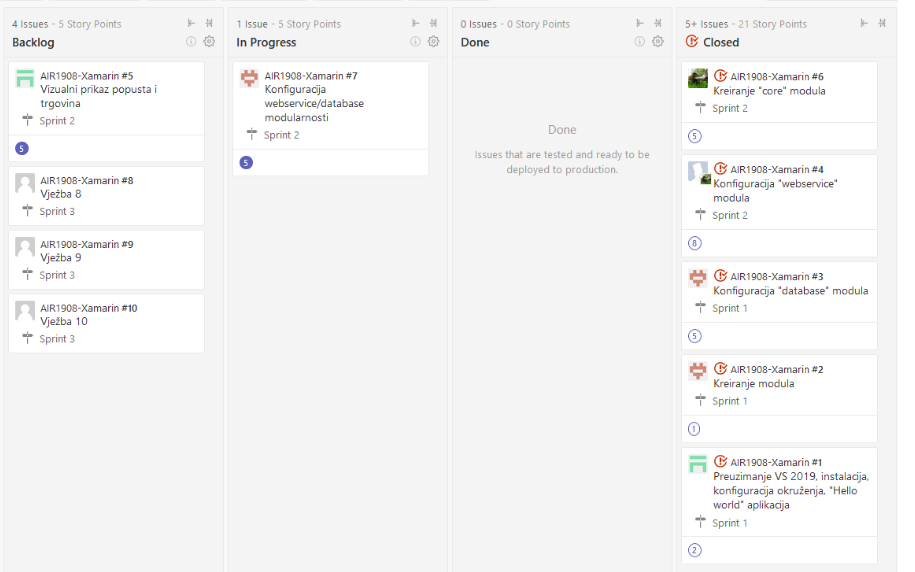 4 Issues · 5 Story Points
Backlog
AIR1908-Xamarin #5
Vizualni prikaz popusta i
trgovina
Sprint 2
5
AIR1908-Xamarin #8
Vježba 8
Sprint 3
AIR1908-Xamarin #9
Vježba 9
Sprint 3
AIR1908-Xamarin #10
Vježba 10
Sprint 3
1 Issue · 5 Story Points
In Progress
AIR1908-Xamarin #7
Konfiguracija
webservice/database
modularnosti
Sprint 2
5
0 Issues · 0 Story Points
Done
Done
Issues that are tested and ready to be
deployed to production.
5+ Issues · 21 Story Points
Closed
AIR1908-Xamarin #6
Kreiranje "core" modula
Sprint 2
5
AIR1908-Xamarin #4
Konfiguracija "webservice"
modula
Sprint 2
8
AIR1908-Xamarin #3
Konfiguracija "database" modula
Sprint 1
5
AIR1908-Xamarin #2
Kreiranje modula
Sprint 1
1
AIR1908-Xamarin #1
Preuzimanje VS 2019, instalacija,
konfiguracija okruženja, "Hello
world" aplikacija
Sprint 1
2